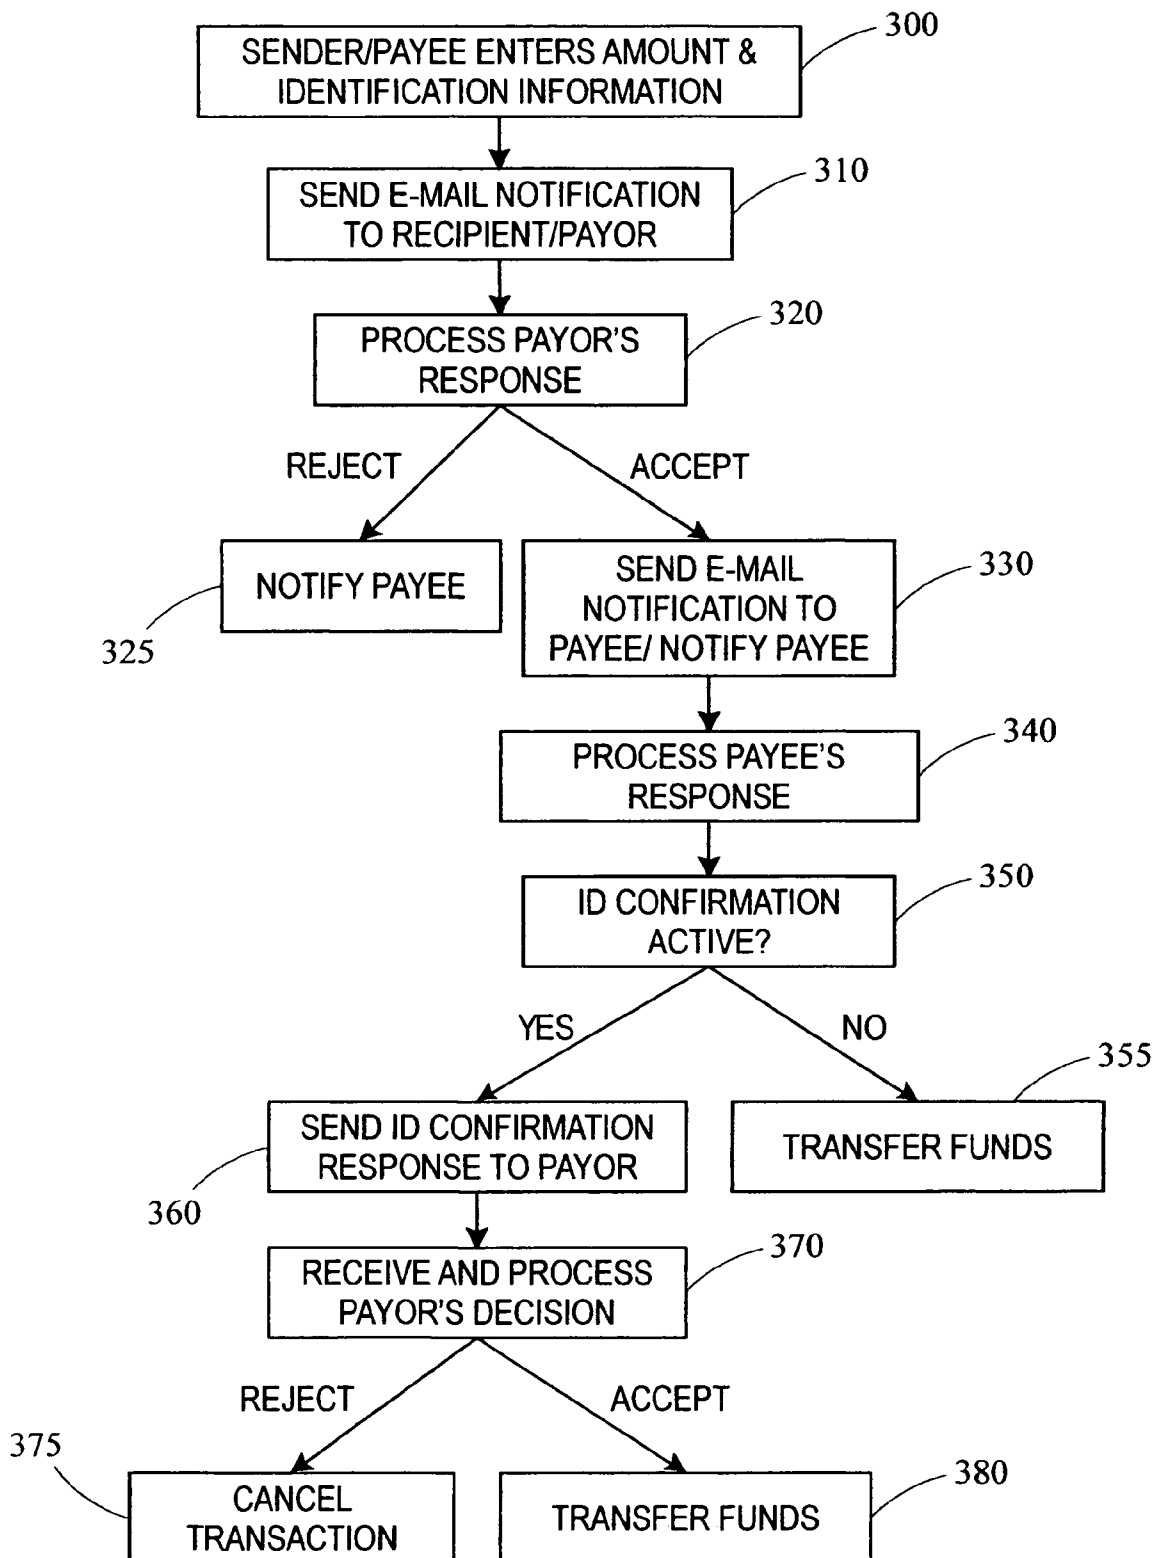 300
SENDER/PAYEE ENTERS AMOUNT &
IDENTIFICATION INFORMATION
310
SEND E-MAIL NOTIFICATION
TO RECIPIENT/PAYOR
320
PROCESS PAYOR'S
RESPONSE
REJECT
ACCEPT
NOTIFY PAYEE
325
330
SEND E-MAIL
NOTIFICATION TO
PAYEE/ NOTIFY PAYEE
340
PROCESS PAYEE'S
RESPONSE
350
ID CONFIRMATION
ACTIVE?
YES
NO
355
SEND ID CONFIRMATION
RESPONSE TO PAYOR
360
TRANSFER FUNDS
370
RECEIVE AND PROCESS
PAYOR'S DECISION
REJECT
ACCEPT
375
CANCEL
TRANSACTION
380
TRANSFER FUNDS